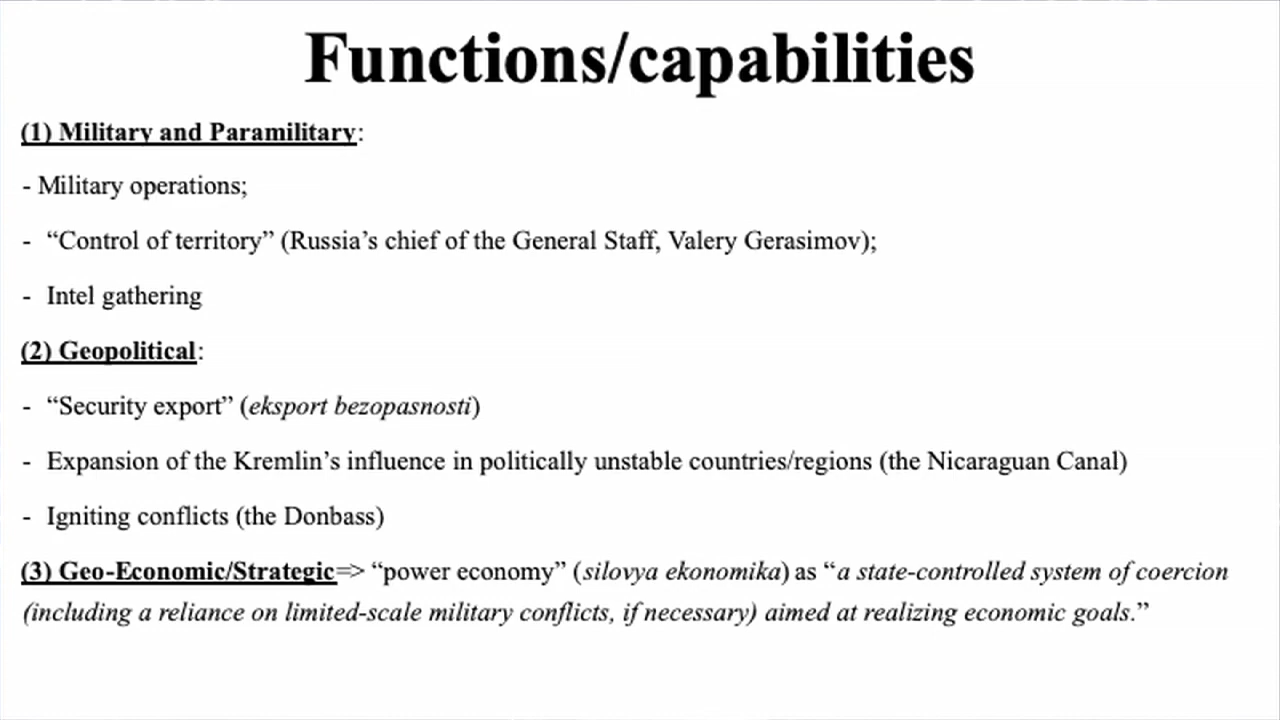 Functions/capabilities
(1) Military and Paramilitary:
- Military operations;
- “Control of territory” (Russia’s chief of the General Staff, Valery Gerasimov);
- Intel gathering
(2) Geopolitical:
- “Security export” (eksport bezopasnosti)
- Expansion of the Kremlin’s influence in politically unstable countries/regions (the Nicaraguan Canal)
- Igniting conflicts (the Donbass)
(3) Geo-Economic/Strategic=> “power economy” (silovya ekonomika) as “a state-controlled system of coercion
(including a reliance on limited-scale military conflicts, if necessary) aimed at realizing economic goals.”